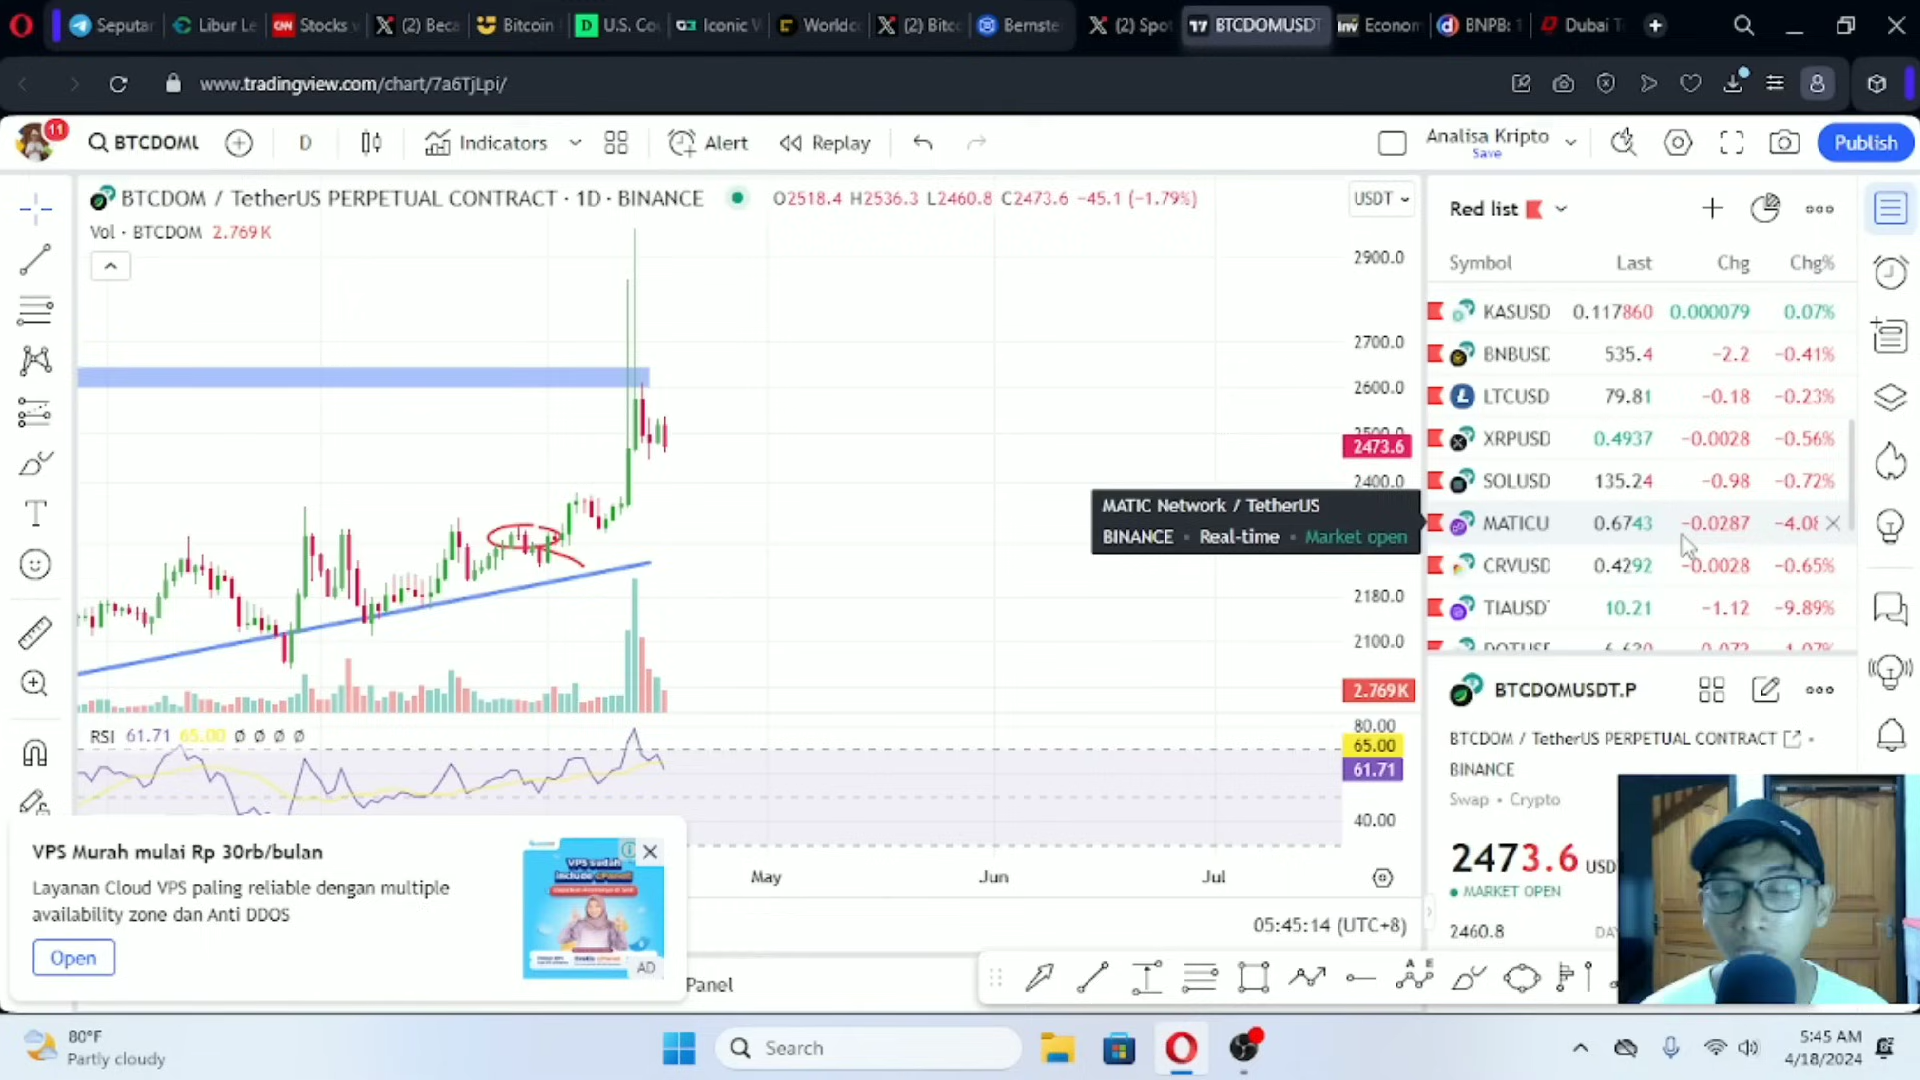 Seputar
Libur Le
CNN Stocks
(2) Beca
Bitcoin
U.S. Co
Iconic V
Worldc
(2) Bitc
Bernste
(2) Spo
BTCDOMUSDT
Inv Econom
BNPB: 1
Dubai T
www.tradingview.com/chart/7a6TjLpi/
11
BTCDOMU
D
Indicators
Alert
Replay
Analisa Kripto
Save
Publish
BTCDOM / TetherUS PERPETUAL CONTRACT · 1D · BINANCE
O2518.4 H2536.3 L2460.8 C2473.6 −45.1 (−1.79%)
USDT
Vol · BTCDOM 2.769K
2900.0
2700.0
2600.0
2500.0
2473.6
2400.0
2180.0
2100.0
2.769K
RSI 61.71 65.00 Ø Ø Ø Ø
80.00
65.00
61.71
40.00
May
Jun
Jul
05:45:14 (UTC+8)
Panel
MATIC Network / TetherUS
BINANCE • Real-time • Market open
Red list
Symbol Last Chg Chg%
KASUSD 0.117860 0.000079 0.07%
BNBUSD 535.4 −2.2 −0.41%
LTCUSD 79.81 −0.18 −0.23%
XRPUSD 0.4937 −0.0028 −0.56%
SOLUSD 135.24 −0.98 −0.72%
MATICU 0.6743 −0.0287 −4.08
CRVUSD 0.4292 −0.0028 −0.65%
TIAUSD 10.21 −1.12 −9.89%
BTCDOMUSDT.P
BTCDOM / TetherUS PERPETUAL CONTRACT
BINANCE
Swap • Crypto
2473.6 USD
MARKET OPEN
2460.8
VPS Murah mulai Rp 30rb/bulan
Layanan Cloud VPS paling reliable dengan multiple
availability zone dan Anti DDOS
Open
AD
80°F
Partly cloudy
Search
5:45 AM
4/18/2024